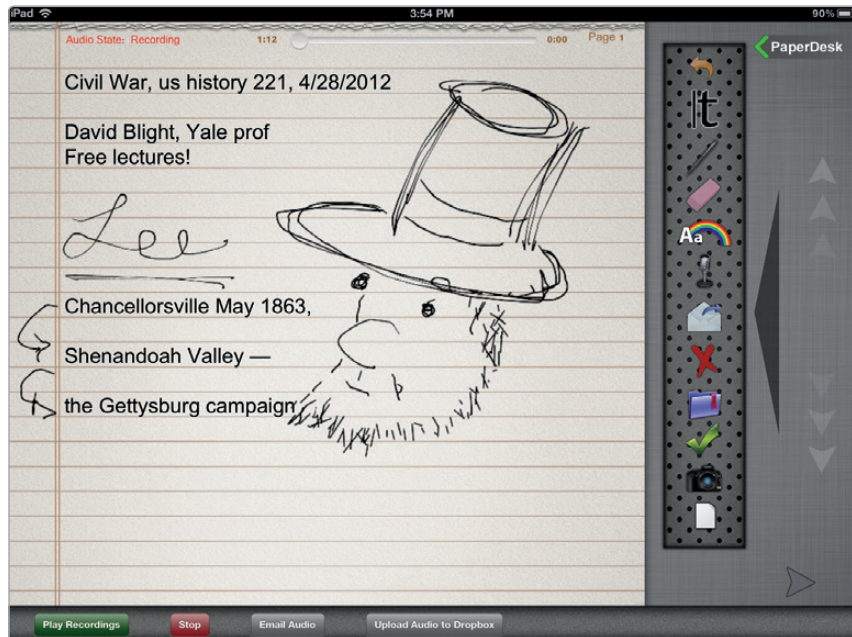 iPad 3:54 PM 90%
Audio State: Recording 1:12 0:00 Page 1
PaperDesk
Civil War, us history 221, 4/28/2012
David Blight, Yale prof
Free lectures!
Lee
Chancellorsville May 1863,
Shenandoah Valley —
the Gettysburg campaign
t
Aa
Play Recordings Stop Email Audio Upload Audio to Dropbox